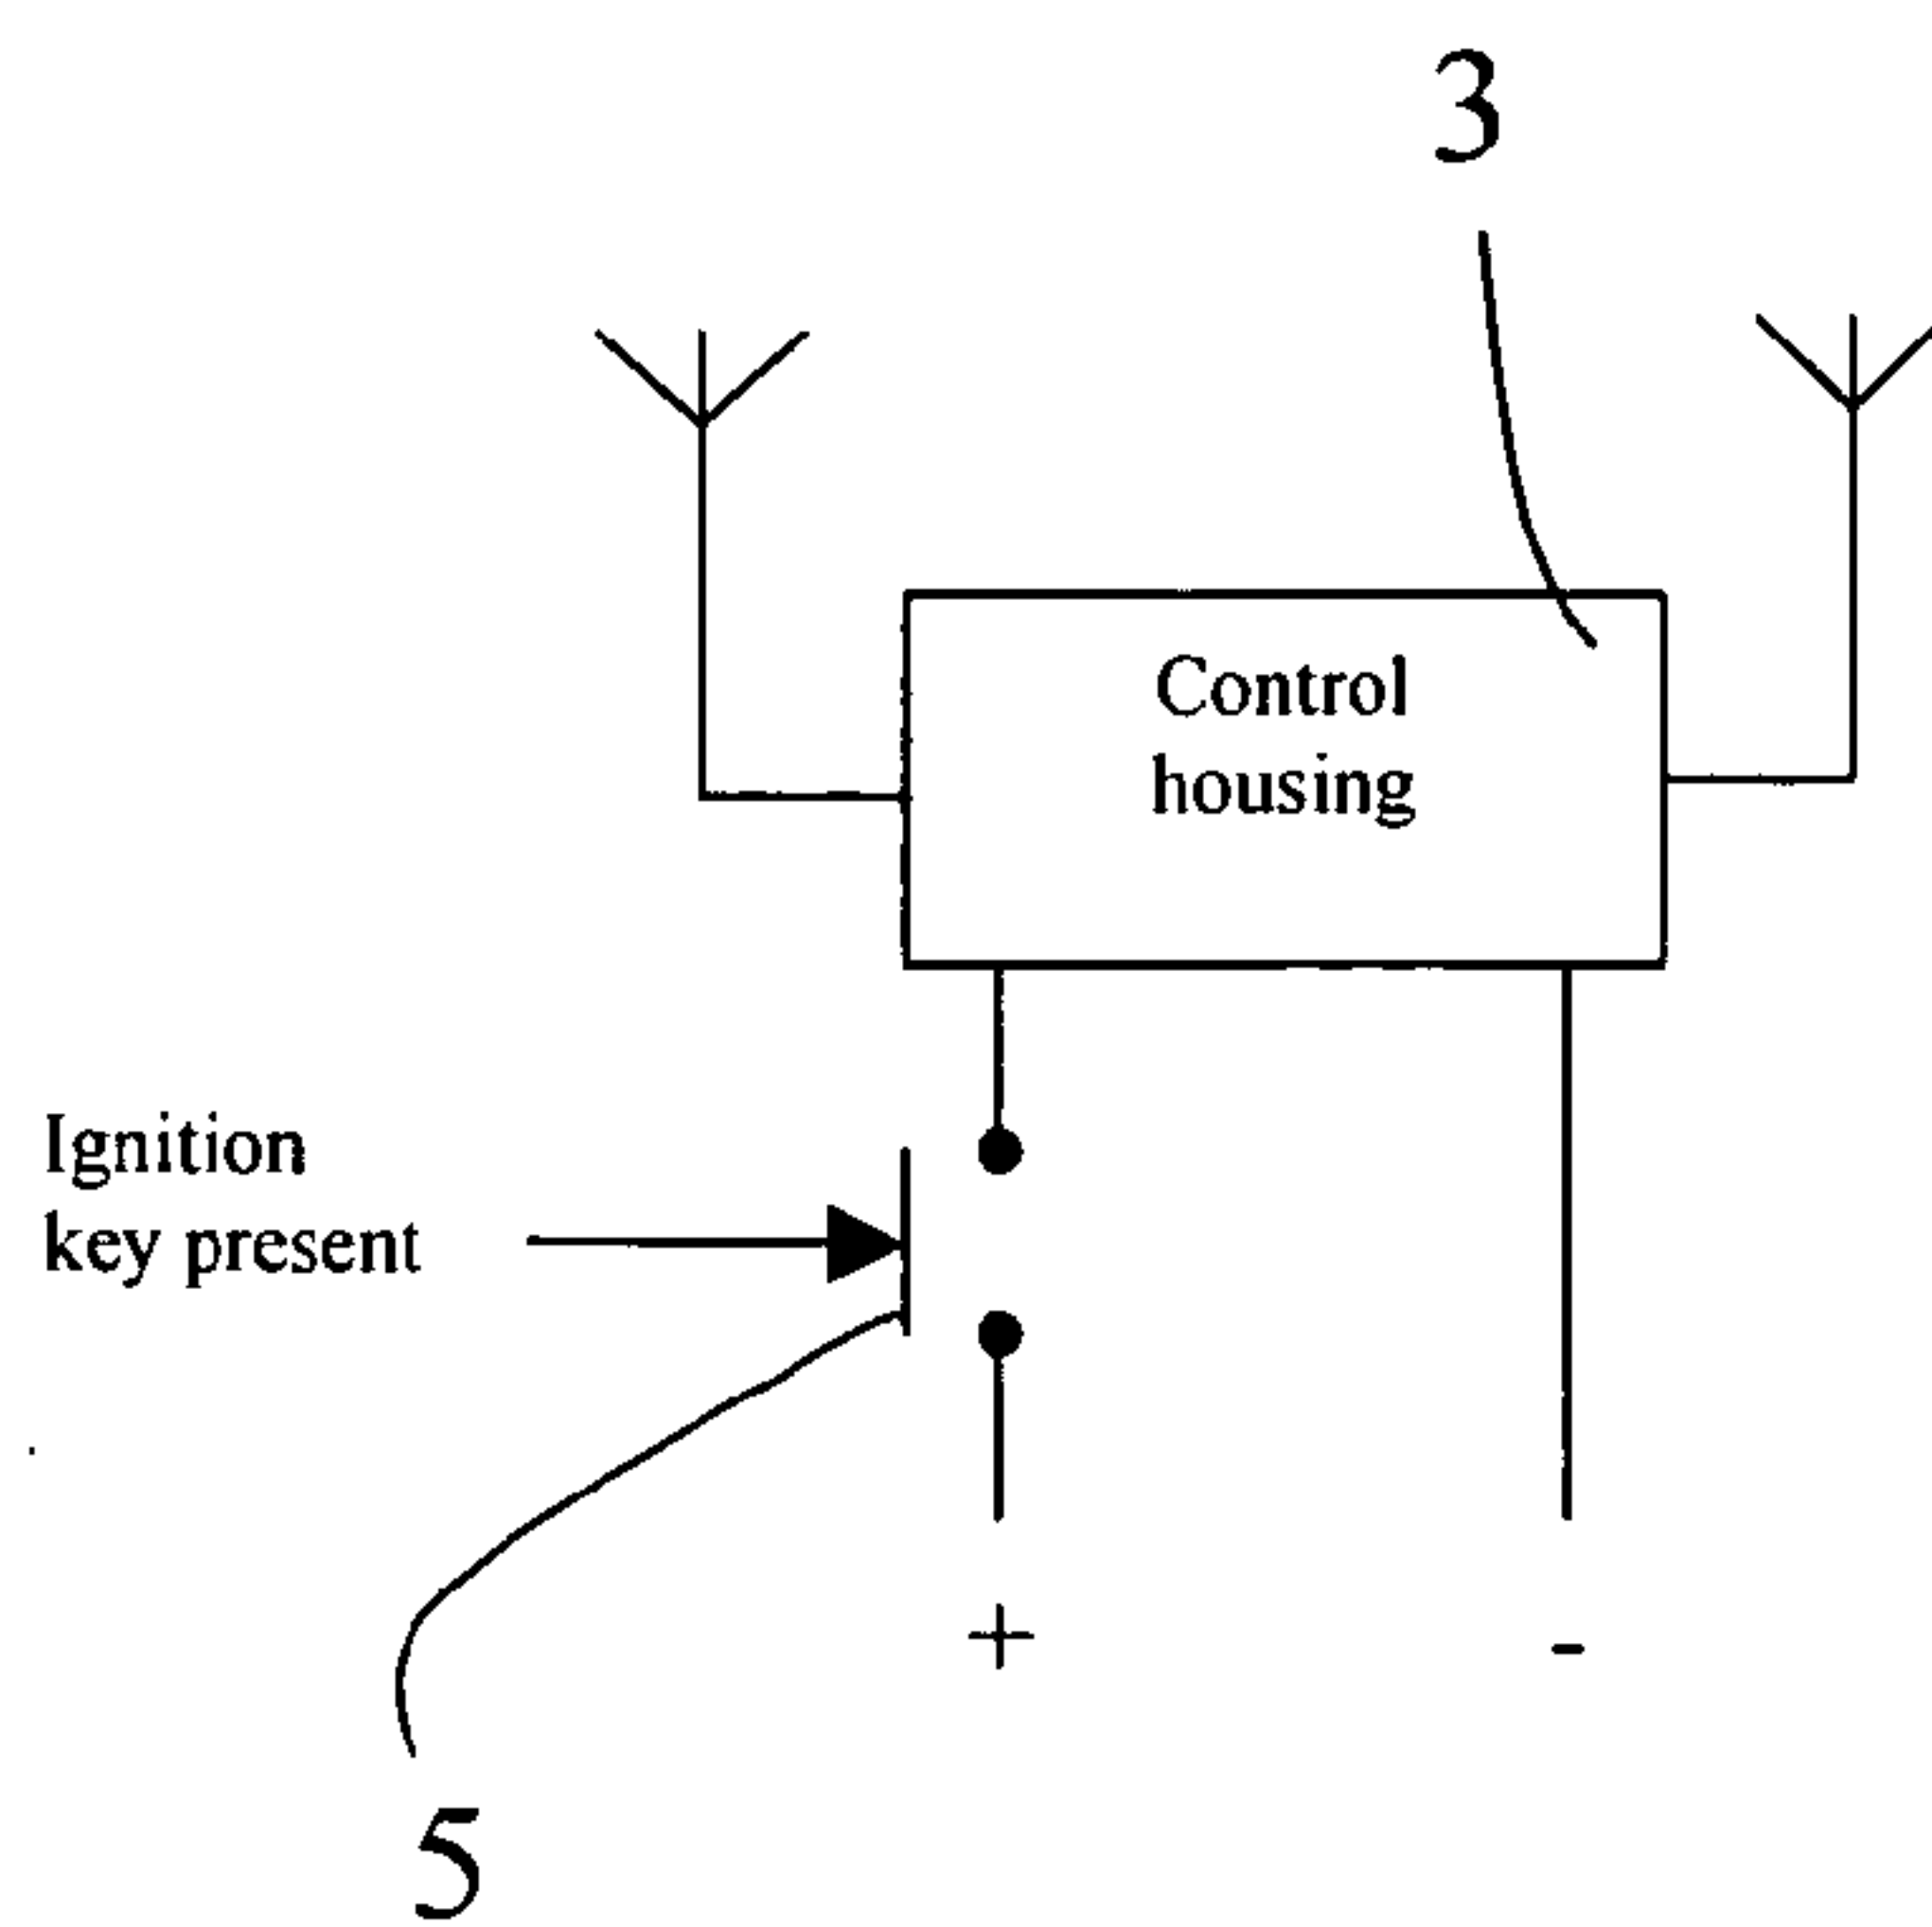 3
Control
housing
Ignition
key present
+
-
5